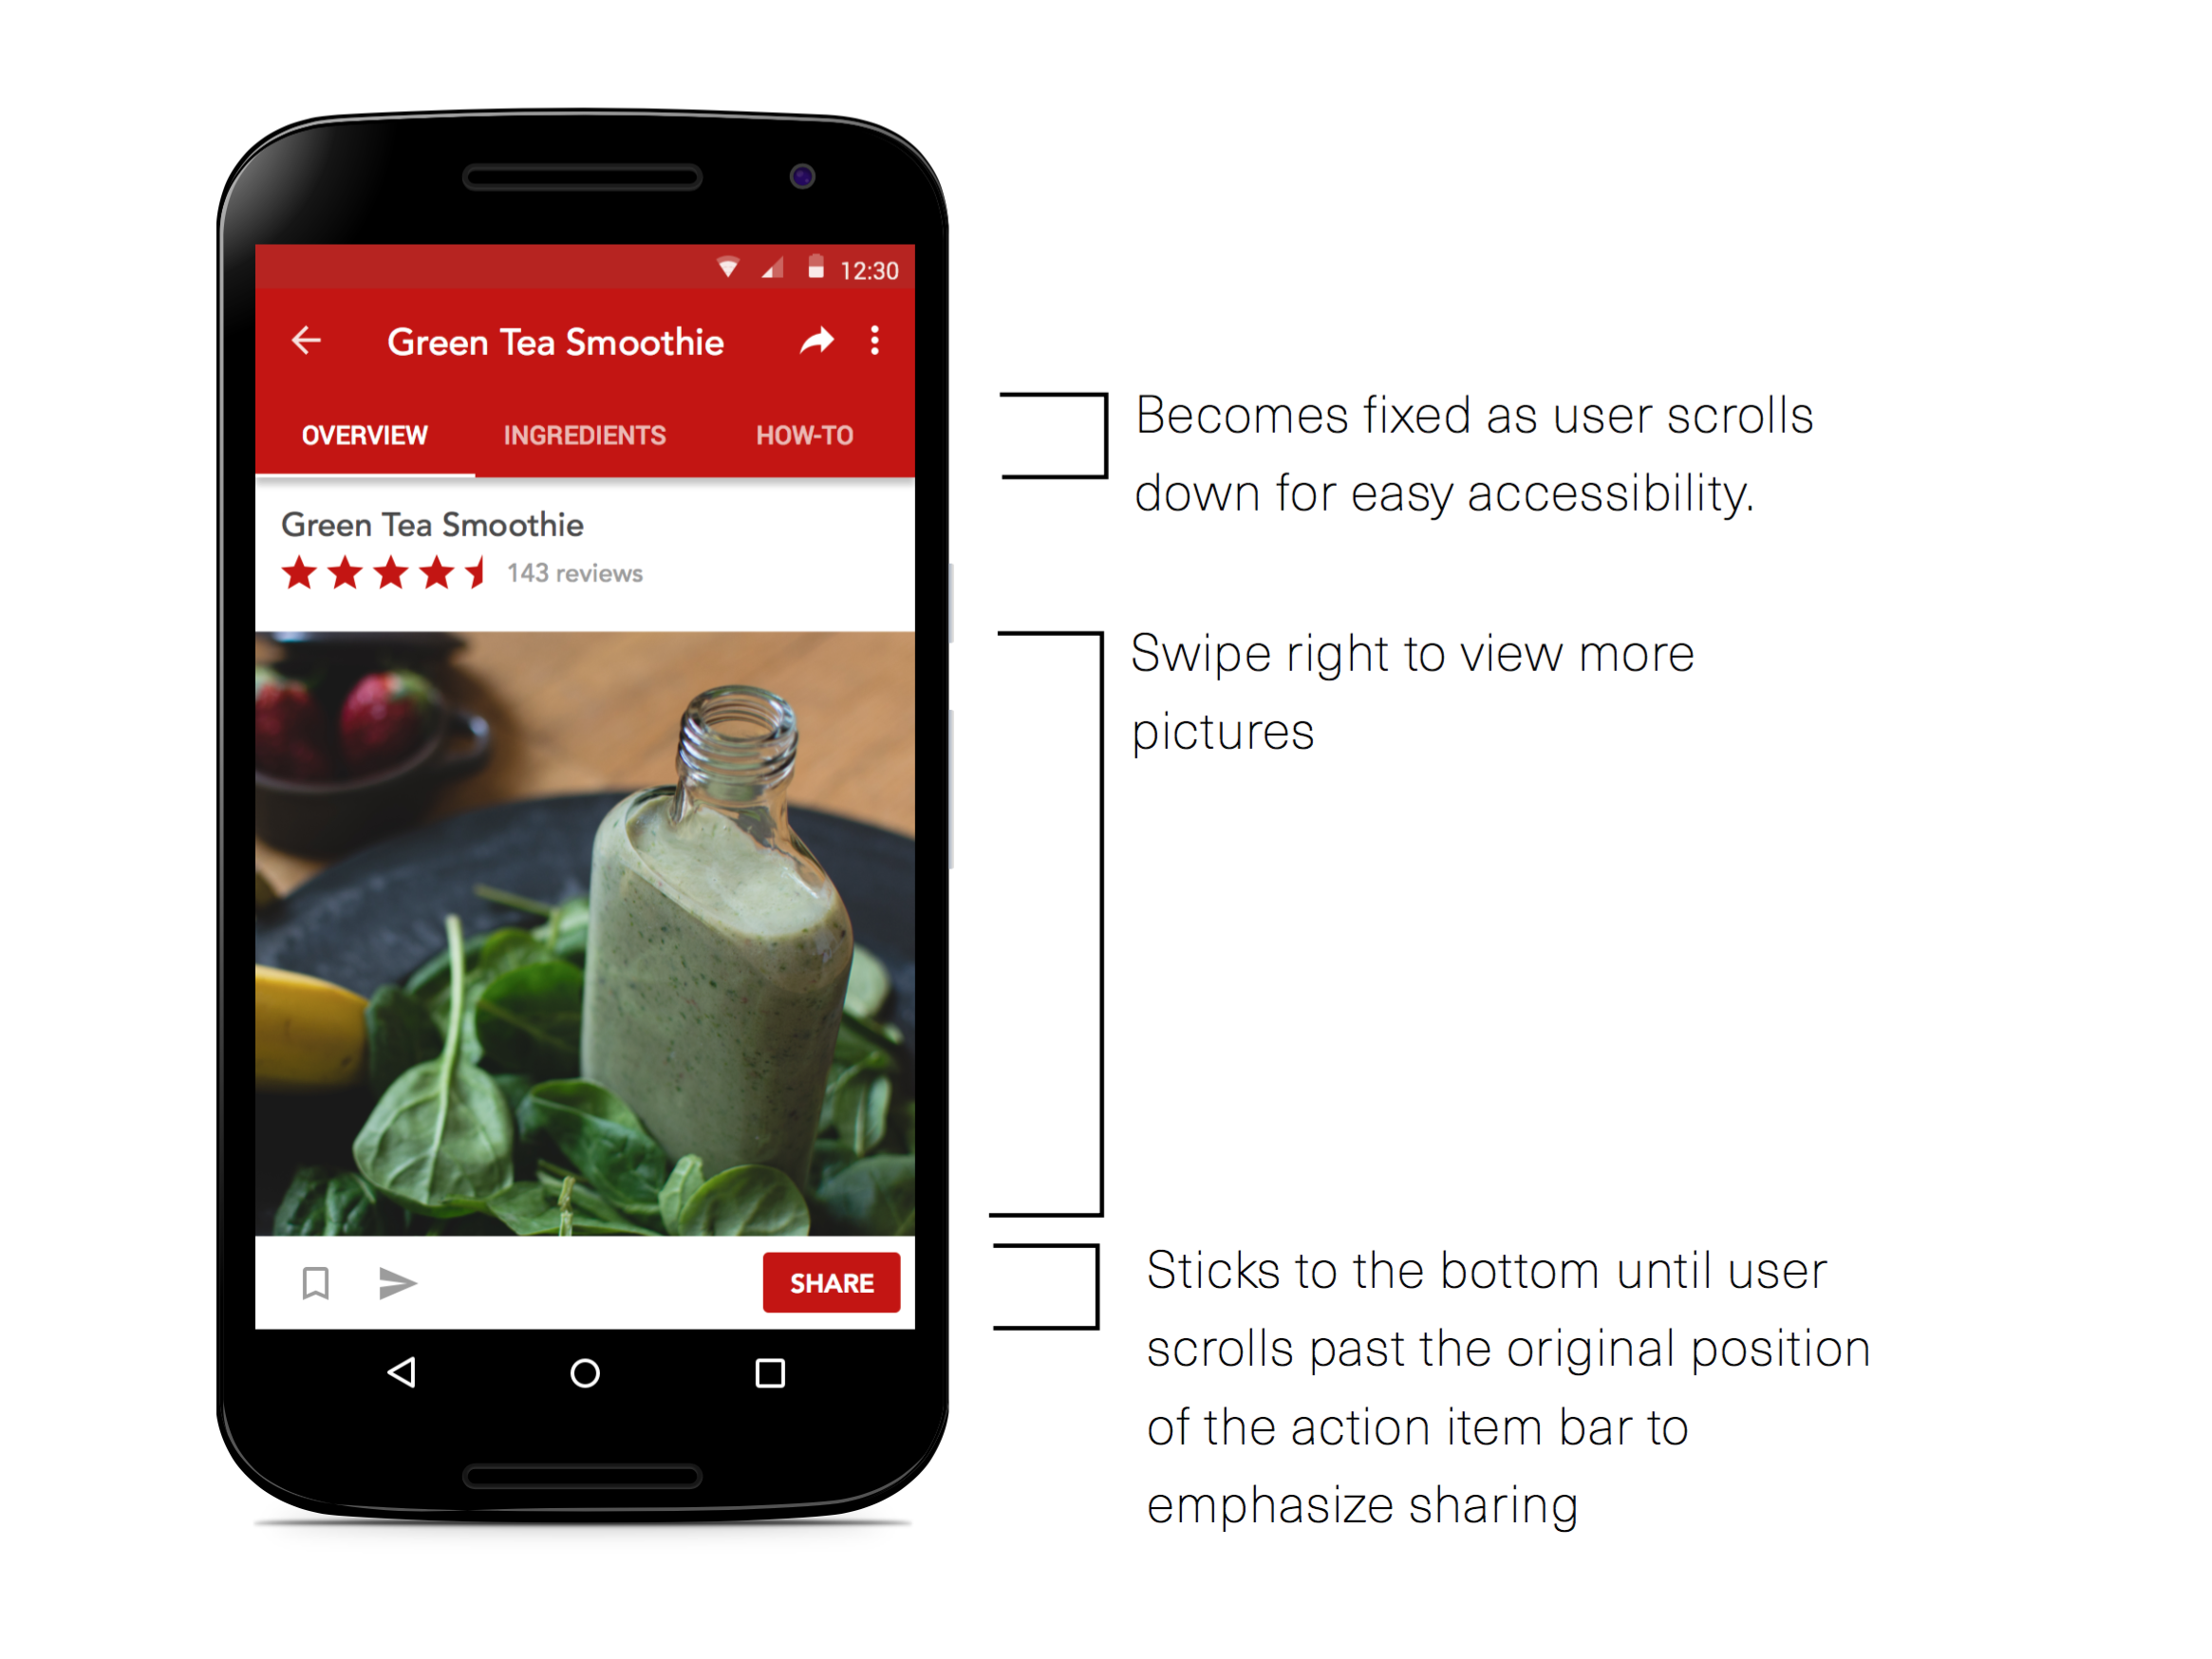 12:30
Green Tea Smoothie
OVERVIEW INGREDIENTS HOW-TO
Green Tea Smoothie
143 reviews
SHARE
Becomes fixed as user scrolls
down for easy accessibility.
Swipe right to view more
pictures
Sticks to the bottom until user
scrolls past the original position
of the action item bar to
emphasize sharing